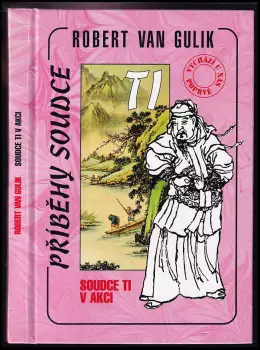 ROBERT VAN GULIK
SOUDCE TI V AKCI
ROBERT VAN GULIK
PŘÍBĚHY SOUDCE
TI
VYCHÁZÍ U NÁS
POPRVÉ
SOUDCE TI
V AKCI